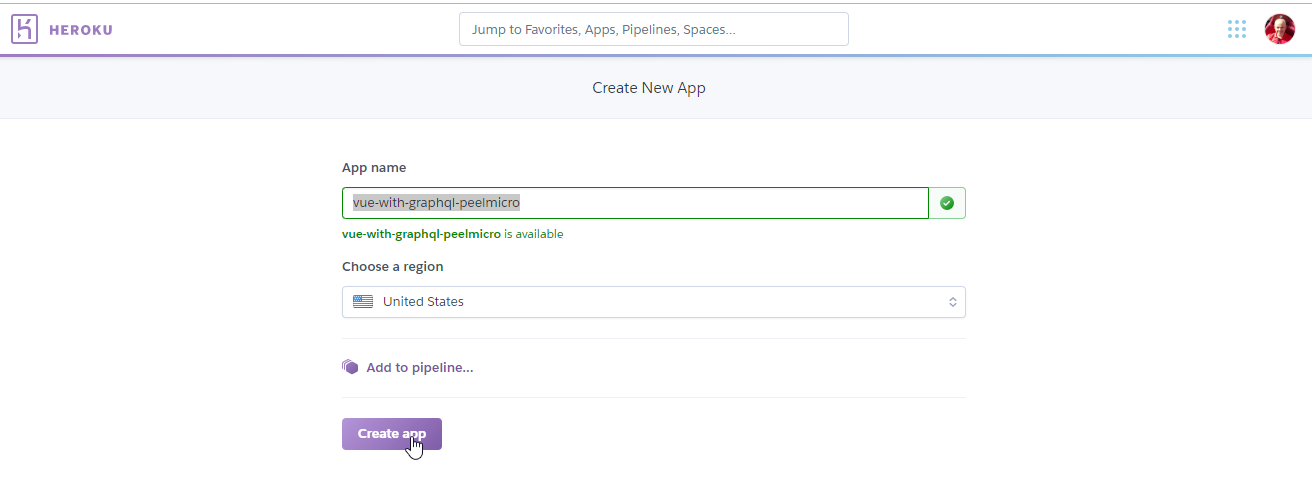 HEROKU
Jump to Favorites, Apps, Pipelines, Spaces...
Create New App
App name
vue-with-graphql-peelmicro
vue-with-graphql-peelmicro is available
Choose a region
United States
Add to pipeline...
Create app